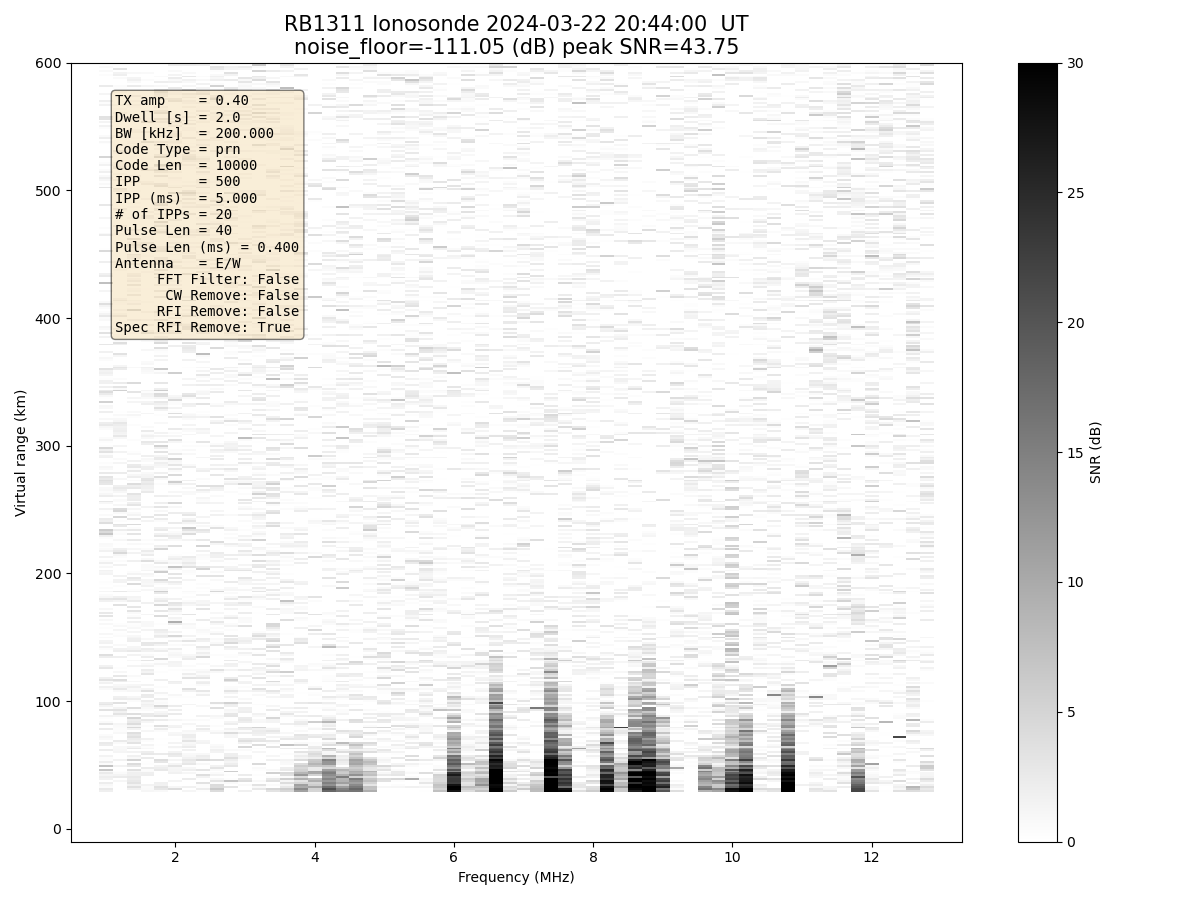 RB1311 Ionosonde 2024-03-22 20:44:00  UT
noise_floor=-111.05 (dB) peak SNR=43.75
TX amp    = 0.40
Dwell [s] = 2.0
BW [kHz]  = 200.000
Code Type = prn
Code Len  = 10000
IPP       = 500
IPP (ms)  = 5.000
# of IPPs = 20
Pulse Len = 40
Pulse Len (ms) = 0.400
Antenna   = E/W
FFT Filter: False
CW Remove: False
RFI Remove: False
Spec RFI Remove: True
600
500
400
300
200
100
0
Virtual range (km)
2 4 6 8 10 12
Frequency (MHz)
30
25
20
15
10
5
0
SNR (dB)